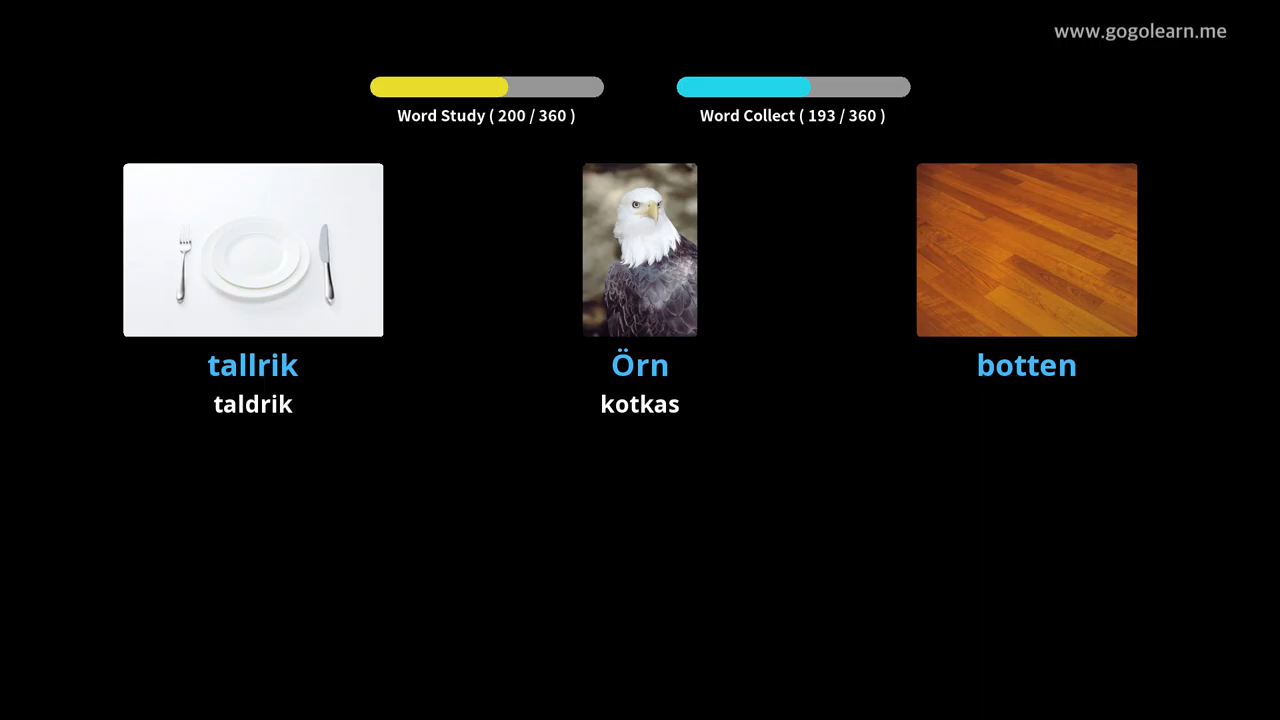 www.gogolearn.me
Word Study ( 200 / 360 )
Word Collect ( 193 / 360 )
tallrik
Örn
botten
taldrik
kotkas